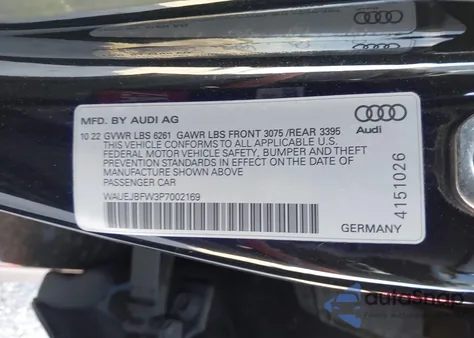 MFD. BY AUDI AG
10 22 GVWR LBS 6261 GAWR LBS FRONT 3075 /REAR 3395
THIS VEHICLE CONFORMS TO ALL APPLICABLE U.S.
FEDERAL MOTOR VEHICLE SAFETY, BUMPER AND THEFT
PREVENTION STANDARDS IN EFFECT ON THE DATE
OF MANUFACTURE SHOWN ABOVE
PASSENGER CAR
WAUEJBFW3P7002169
Audi
4151026
GERMANY
autoSnap